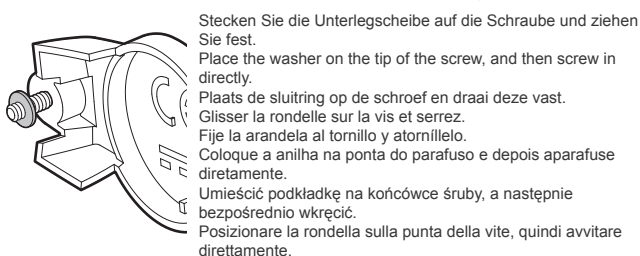 Stecken Sie die Unterlegscheibe auf die Schraube und ziehen
Sie fest.
Place the washer on the tip of the screw, and then screw in
directly.
Plaats de sluitring op de schroef en draai deze vast.
Glisser la rondelle sur la vis et serrez.
Fije la arandela al tornillo y atorníllelo.
Coloque a anilha na ponta do parafuso e depois aparafuse
diretamente.
Umieścić podkładkę na końcówce śruby, a następnie
bezpośrednio wkręcić.
Posizionare la rondella sulla punta della vite, quindi avvitare
direttamente.